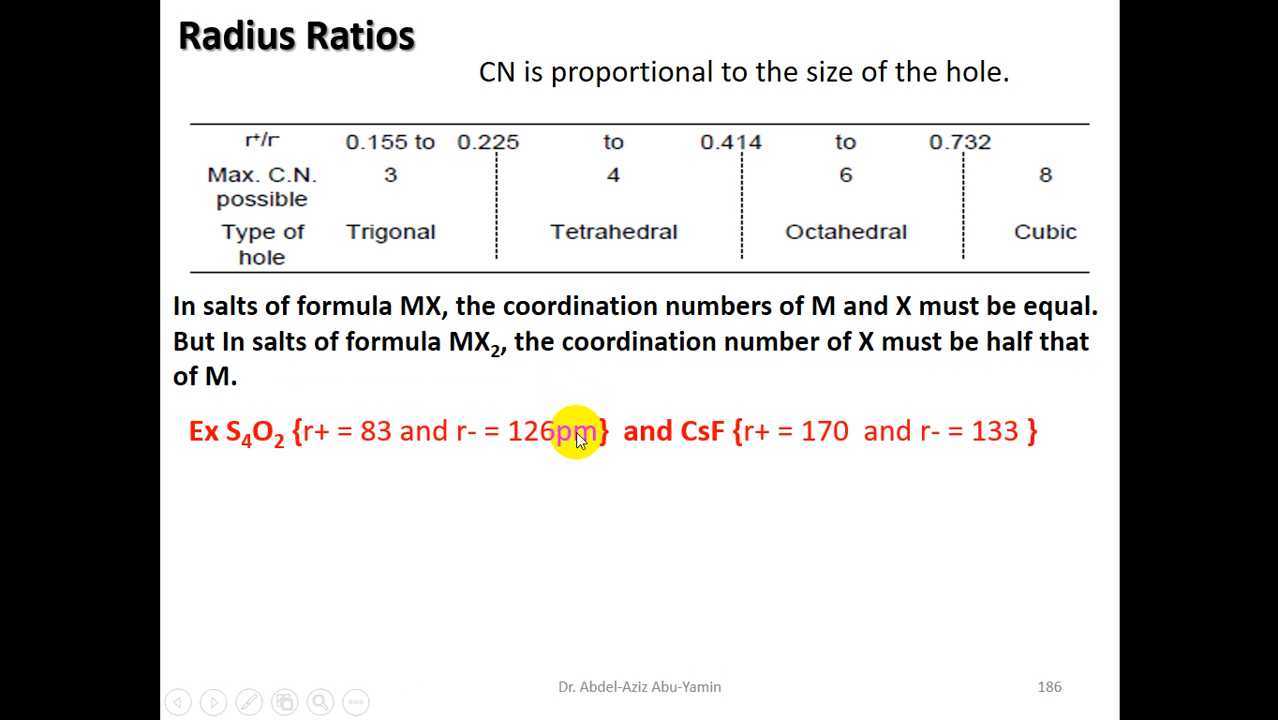 Radius Ratios
CN is proportional to the size of the hole.
r⁺/r⁻ 0.155 to 0.225 to 0.414 to 0.732
Max. C.N. 3 4 6 8
possible
Type of Trigonal Tetrahedral Octahedral Cubic
hole
In salts of formula MX, the coordination numbers of M and X must be equal.
But In salts of formula MX₂, the coordination number of X must be half that
of M.
Ex S₄O₂ {r+ = 83 and r- = 126pm} and CsF {r+ = 170 and r- = 133 }
Dr. Abdel-Aziz Abu-Yamin 186